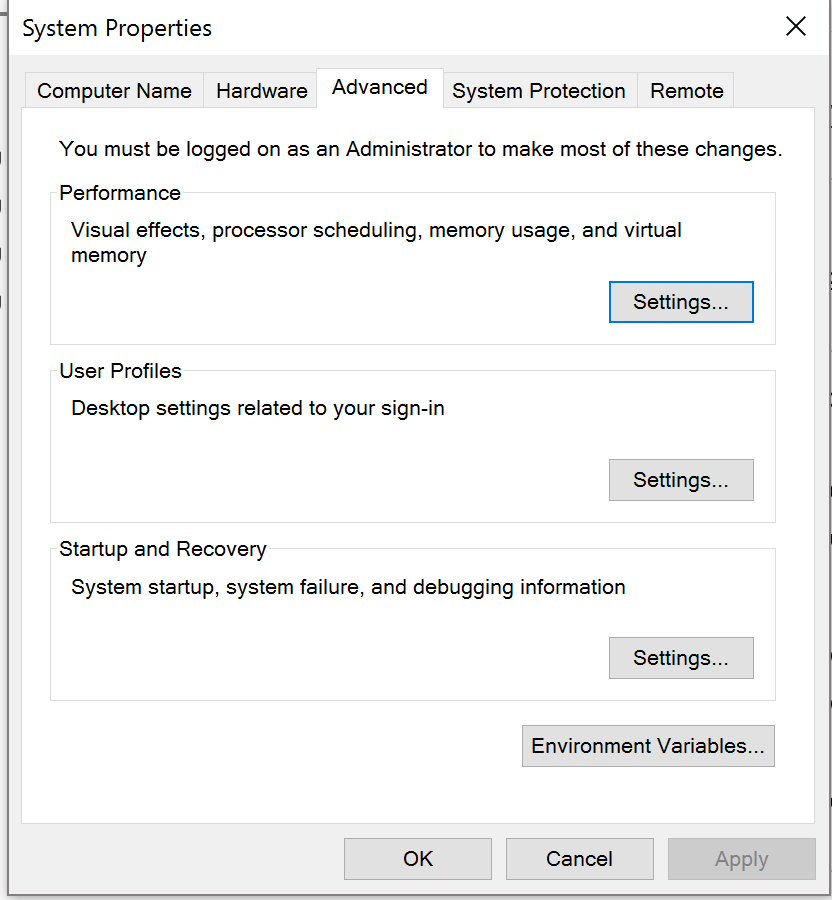 System Properties
Computer Name
Hardware
Advanced
System Protection
Remote
You must be logged on as an Administrator to make most of these changes.
Performance
Visual effects, processor scheduling, memory usage, and virtual
memory
Settings...
User Profiles
Desktop settings related to your sign-in
Settings...
Startup and Recovery
System startup, system failure, and debugging information
Settings...
Environment Variables...
OK
Cancel
Apply